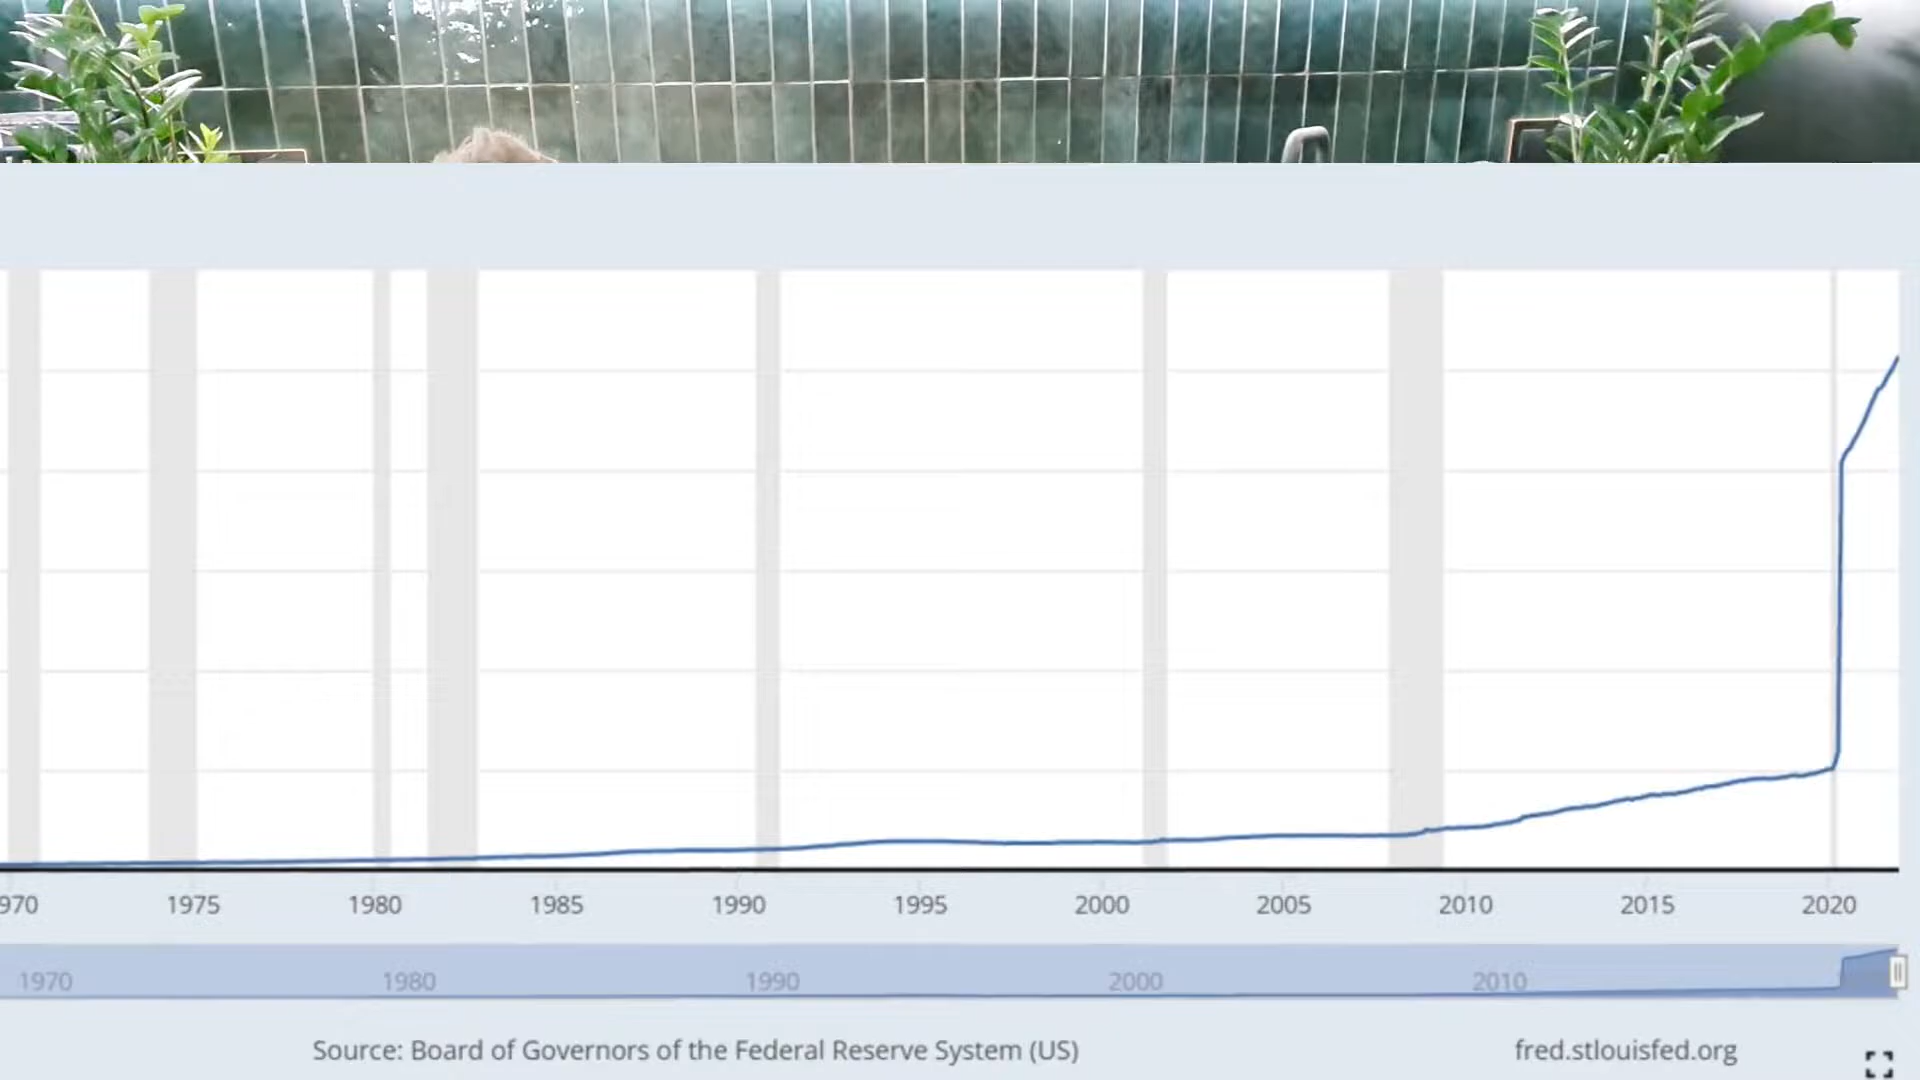 970 1975 1980 1985 1990 1995 2000 2005 2010 2015 2020
1970 1980 1990 2000 2010
Source: Board of Governors of the Federal Reserve System (US) fred.stlouisfed.org